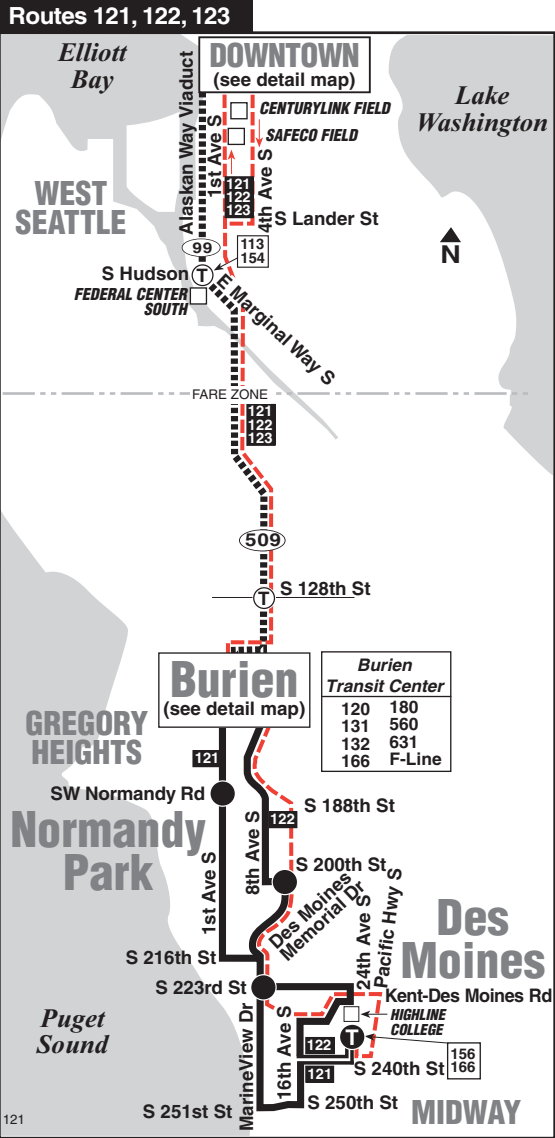 Routes 121, 122, 123
Elliott
Bay
DOWNTOWN
(see detail map)
Lake
Washington
Alaskan Way Viaduct
1st Ave S
4th Ave S
CENTURYLINK FIELD
SAFECO FIELD
WEST
SEATTLE
121
122
123
S Lander St
99
113
154
N
S Hudson
T
FEDERAL CENTER
SOUTH
E Marginal Way S
FARE ZONE
121
122
123
509
T
S 128th St
Burien
(see detail map)
Burien
Transit Center
120 180
131 560
132 631
166 F-Line
GREGORY
HEIGHTS
121
SW Normandy Rd
S 188th St
122
Normandy
Park
8th Ave S
1st Ave S
S 200th St
Des Moines
Memorial Dr
24th Ave S
Pacific Hwy S
Des
Moines
S 216th St
S 223rd St
Kent-Des Moines Rd
HIGHLINE
COLLEGE
Puget
Sound
MarineView Dr
16th Ave S
T
122
156
166
S 240th St
121
S 251st St
S 250th St
MIDWAY
121